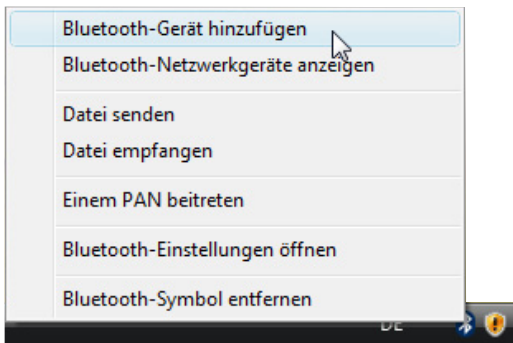 Bluetooth-Gerät hinzufügen
Bluetooth-Netzwerkgeräte anzeigen
Datei senden
Datei empfangen
Einem PAN beitreten
Bluetooth-Einstellungen öffnen
Bluetooth-Symbol entfernen
DE